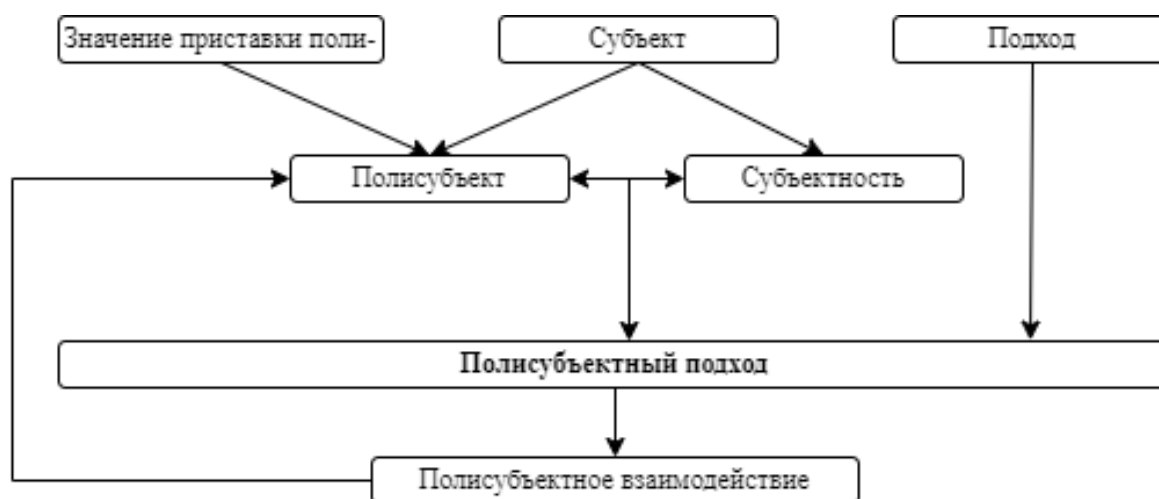 Значение приставки поли-
Субъект
Подход
Полисубъект
Субъектность
Полисубъектный подход
Полисубъектное взаимодействие